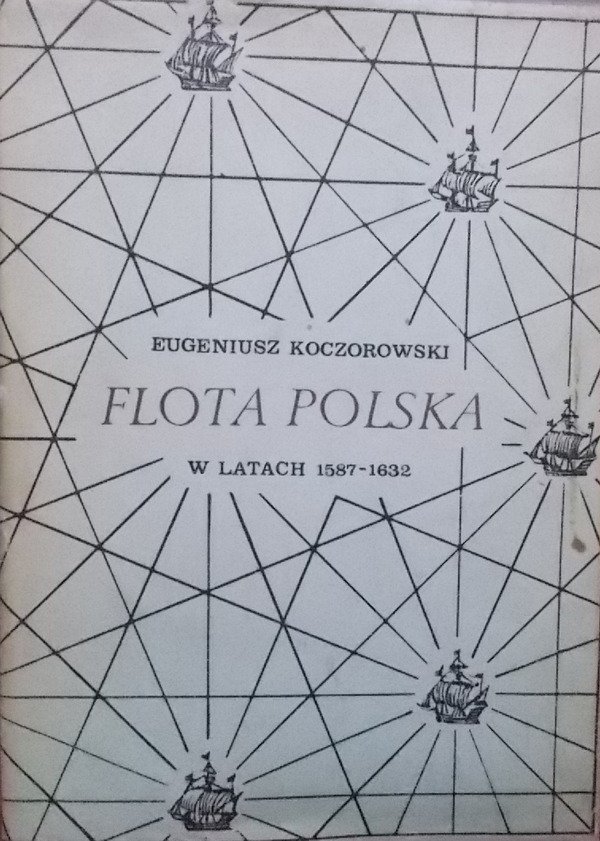 EUGENIUSZ KOCZOROWSKI
FLOTA POLSKA
W LATACH 1587-1632